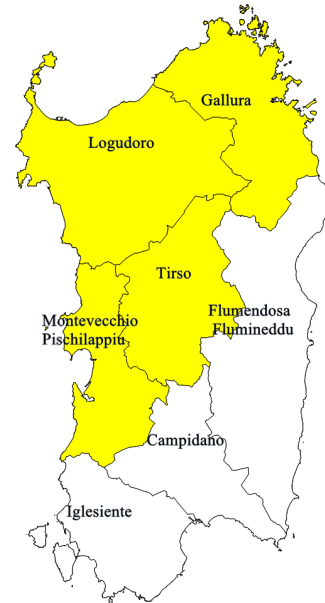 Gallura
Logudoro
Tirso
Flumendosa
Flumineddu
Montevecchio
Pischilappiu
Campidano
Iglesiente